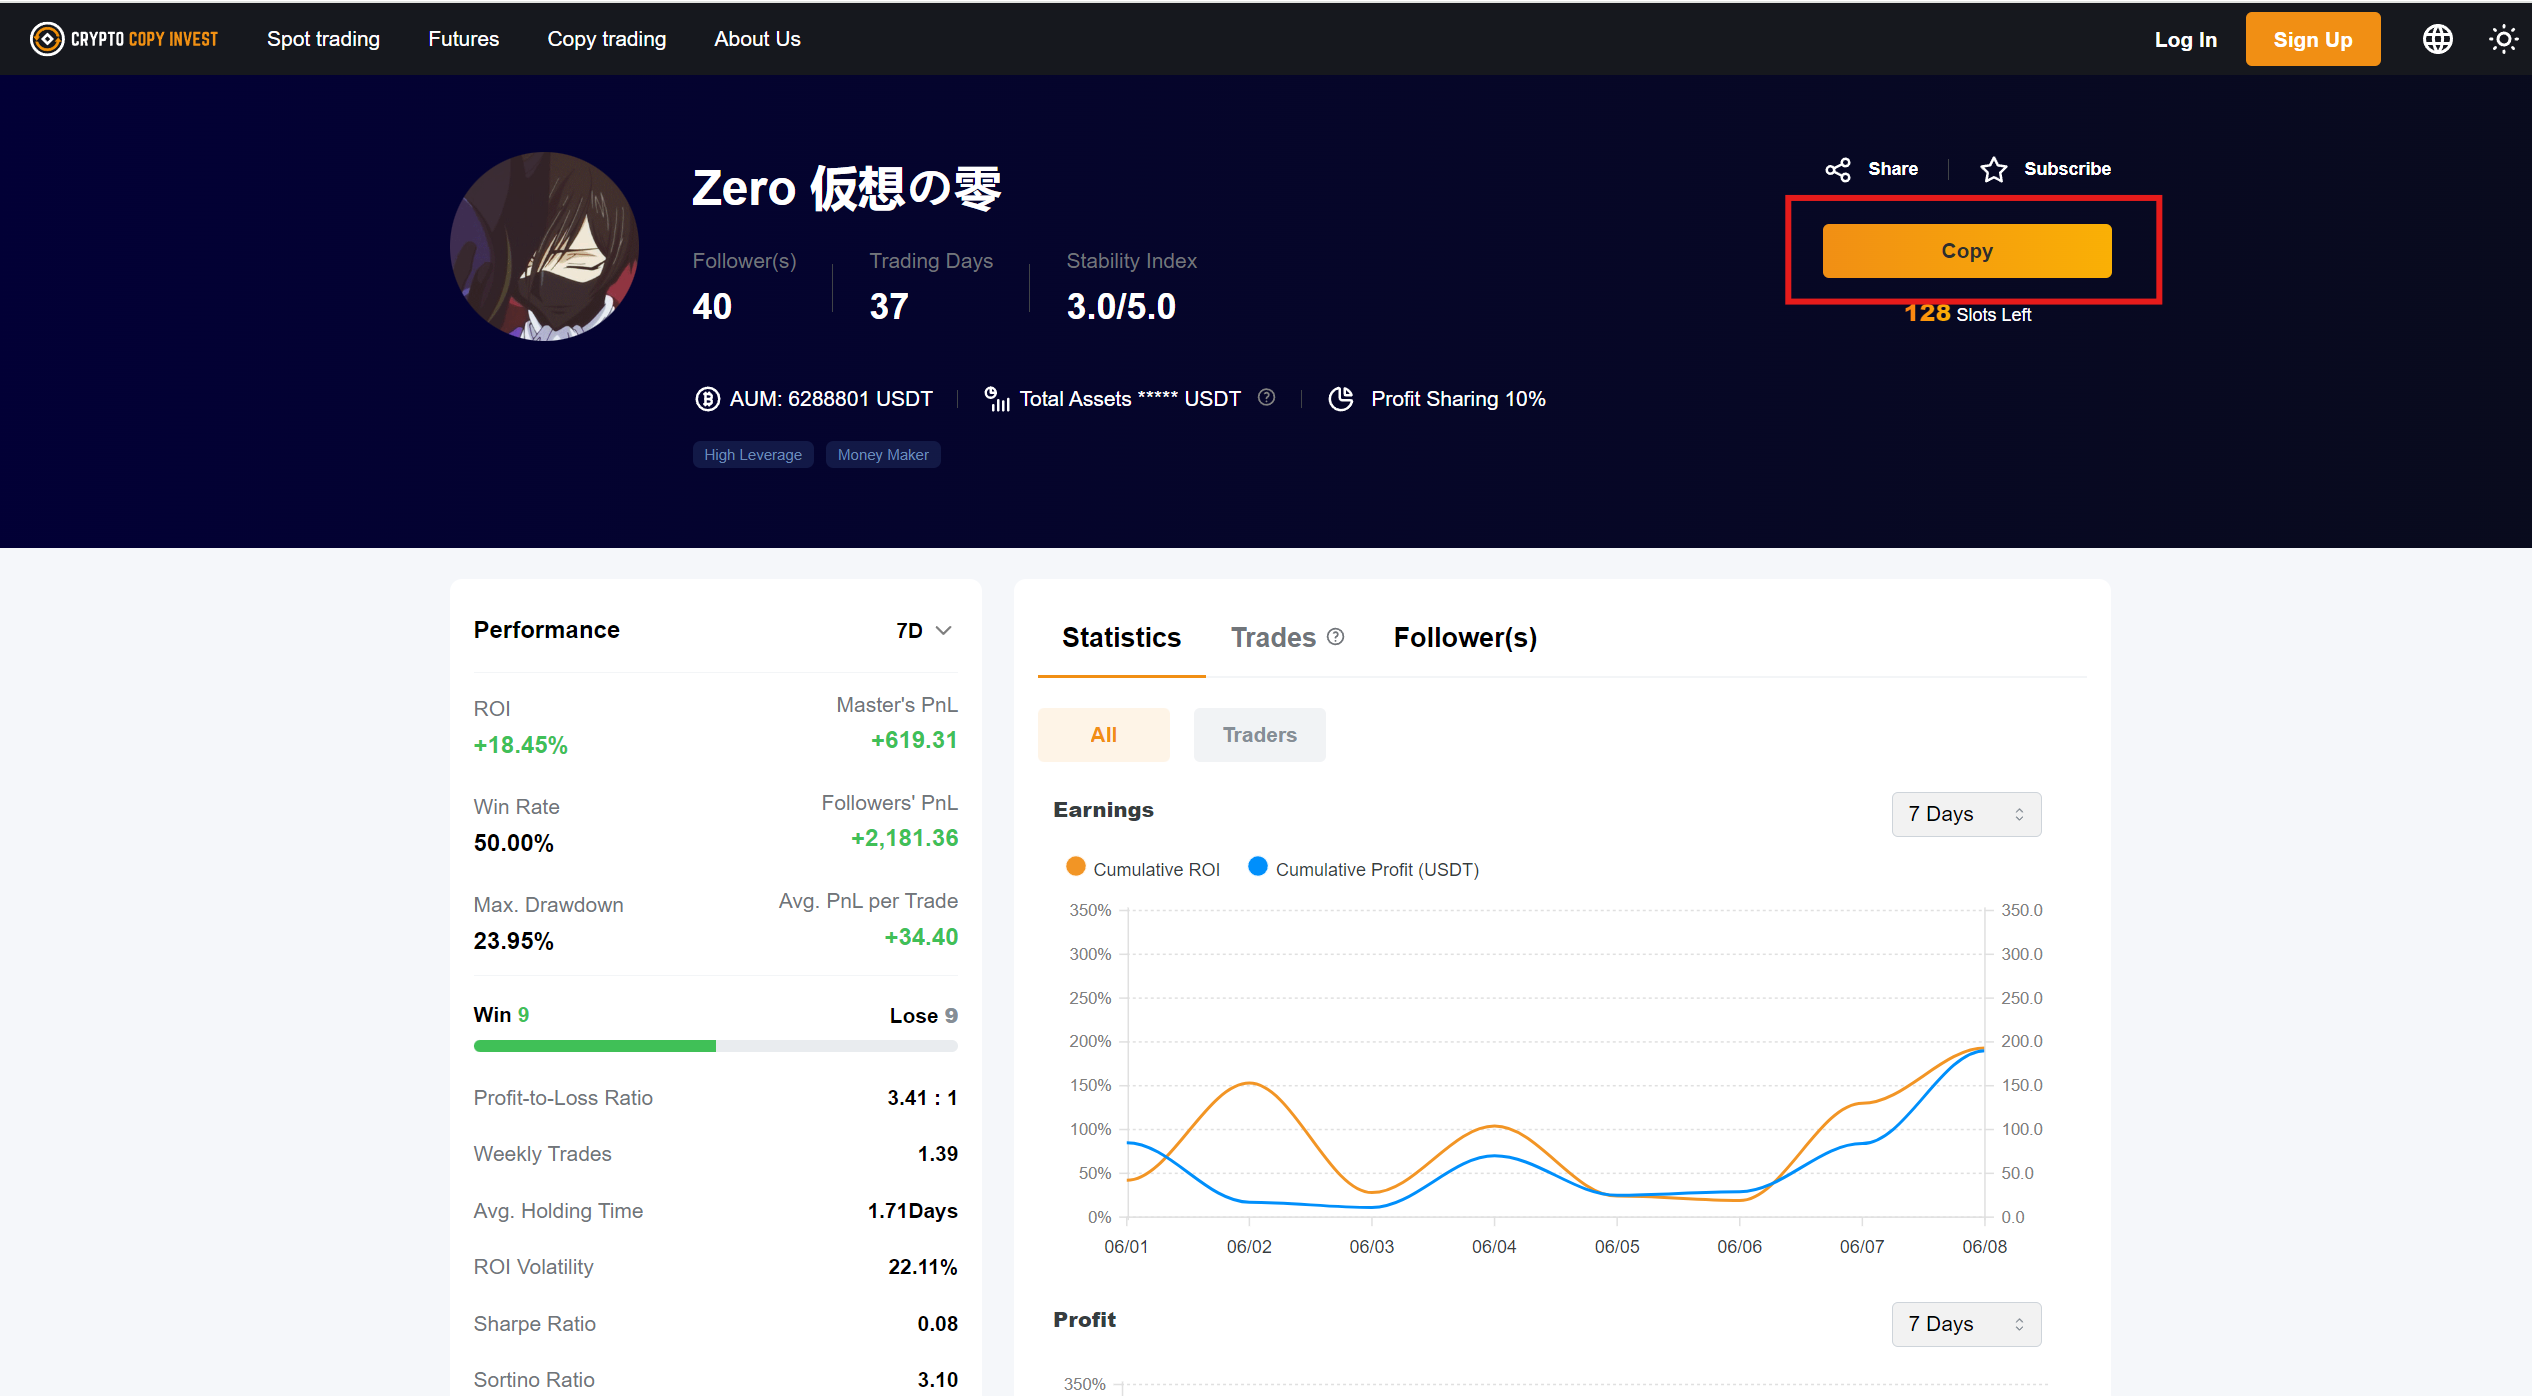 CRYPTO COPY INVEST Spot trading Futures Copy trading About Us Log In Sign Up
Share Subscribe
Zero 仮想の零
Copy
Follower(s) Trading Days Stability Index
40 37 3.0/5.0
128 Slots Left
AUM: 6288801 USDT Total Assets ***** USDT Profit Sharing 10%
High Leverage Money Maker
Performance 7D
ROI Master's PnL
+18.45% +619.31
Win Rate Followers' PnL
50.00% +2,181.36
Max. Drawdown Avg. PnL per Trade
23.95% +34.40
Win 9 Lose 9
Profit-to-Loss Ratio 3.41 : 1
Weekly Trades 1.39
Avg. Holding Time 1.71Days
ROI Volatility 22.11%
Sharpe Ratio 0.08
Sortino Ratio 3.10
Statistics Trades Follower(s)
All Traders
Earnings 7 Days
Cumulative ROI Cumulative Profit (USDT)
350% 350.0
300% 300.0
250% 250.0
200% 200.0
150% 150.0
100% 100.0
50% 50.0
0% 0.0
06/01 06/02 06/03 06/04 06/05 06/06 06/07 06/08
Profit 7 Days
350%